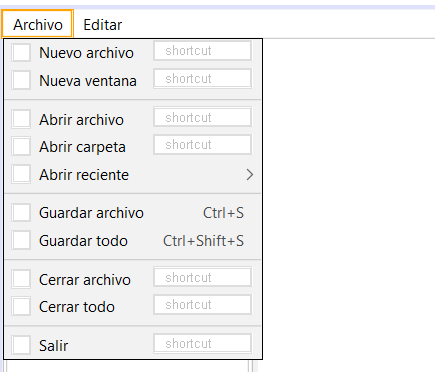 Archivo Editar
Nuevo archivo shortcut
Nueva ventana shortcut
Abrir archivo shortcut
Abrir carpeta shortcut
Abrir reciente
Guardar archivo Ctrl+S
Guardar todo Ctrl+Shift+S
Cerrar archivo shortcut
Cerrar todo shortcut
Salir shortcut